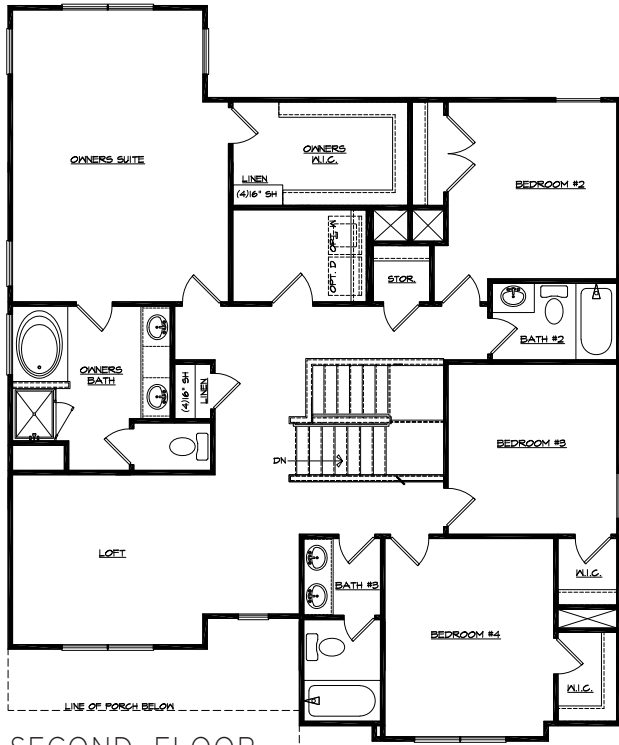 OWNERS
W.I.C.
OWNERS SUITE
LINEN
(4)16" SH
BEDROOM #2
OPT. D OPT. W
STOR.
BATH #2
OWNERS
BATH
(4)16" SH
LINEN
BEDROOM #3
DN
LOFT
BATH #3
W.I.C.
BEDROOM #4
W.I.C.
LINE OF PORCH BELOW
SECOND FLOOR